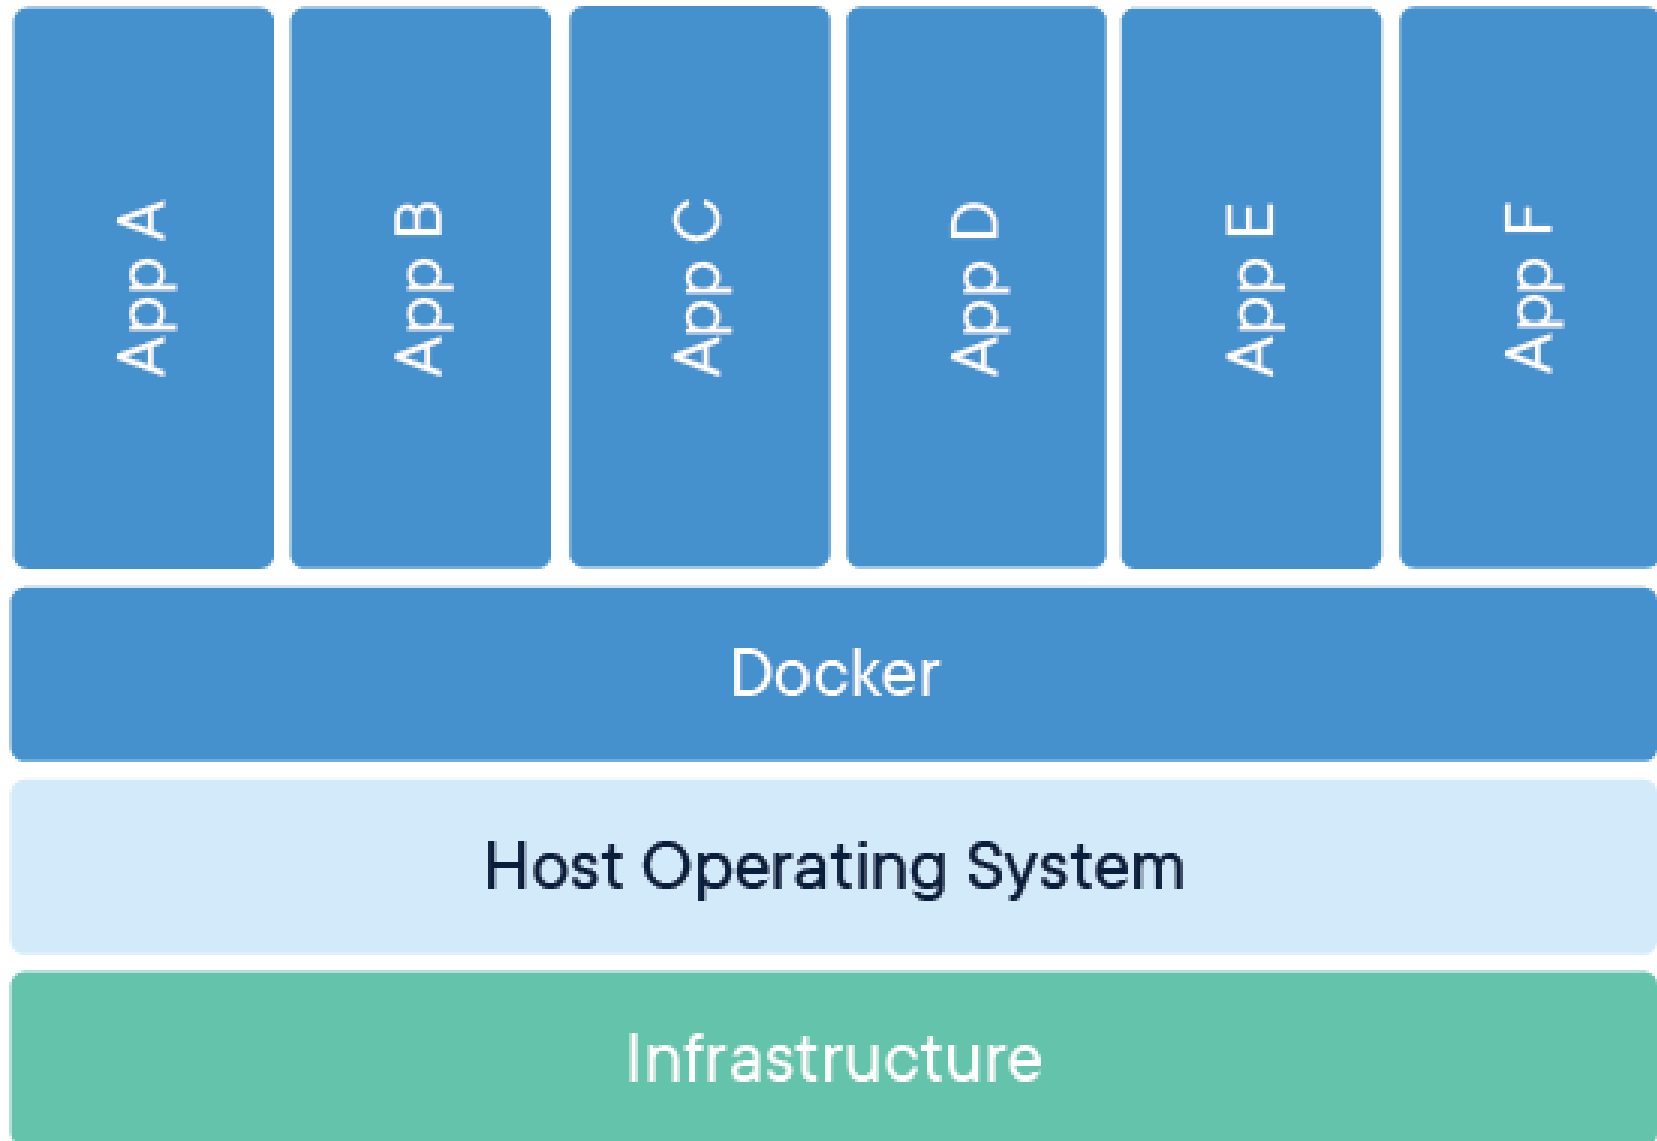 App A
App B
App C
App D
App E
App F
Docker
Host Operating System
Infrastructure